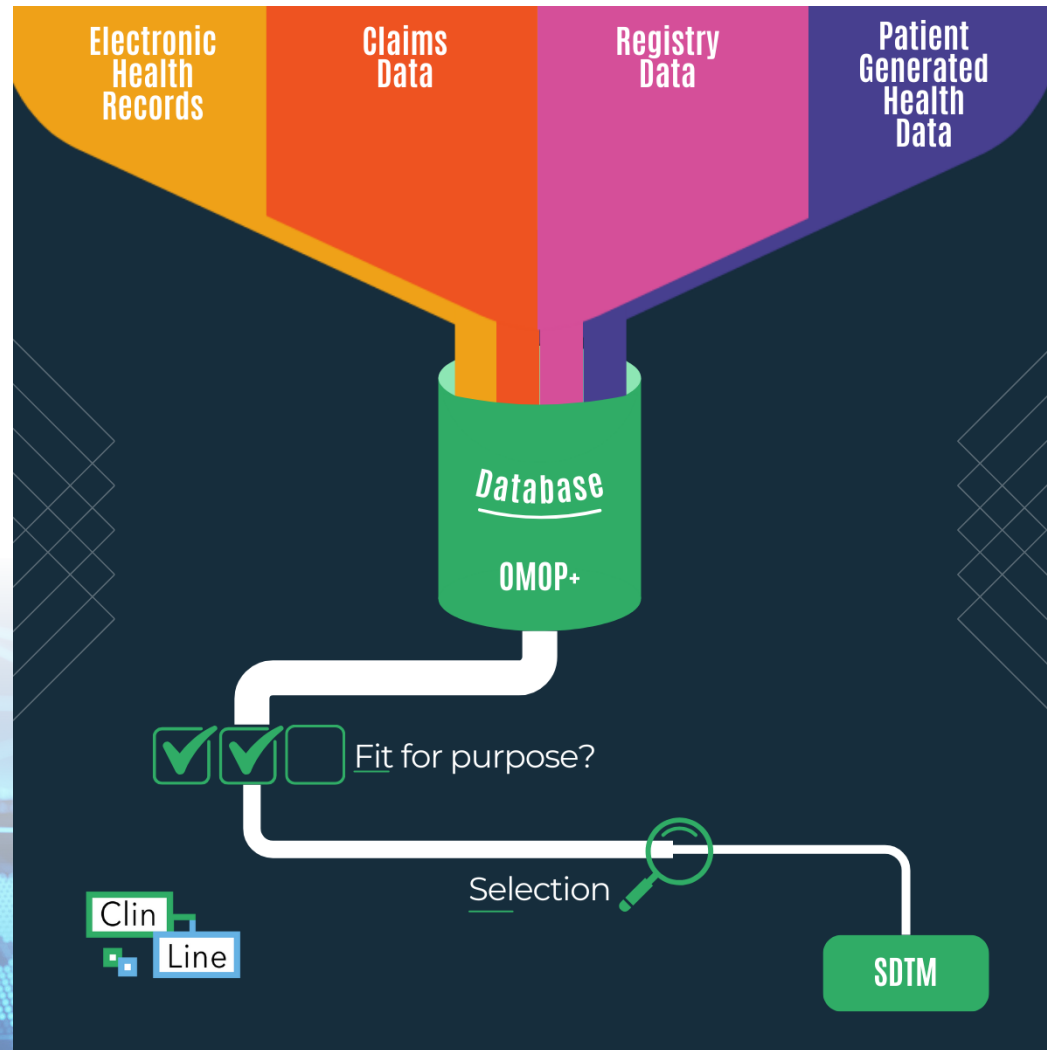 Electronic
Health
Records
Claims
Data
Registry
Data
Patient
Generated
Health
Data
Database
OMOP+
Fit for purpose?
Selection
Clin
Line
SDTM